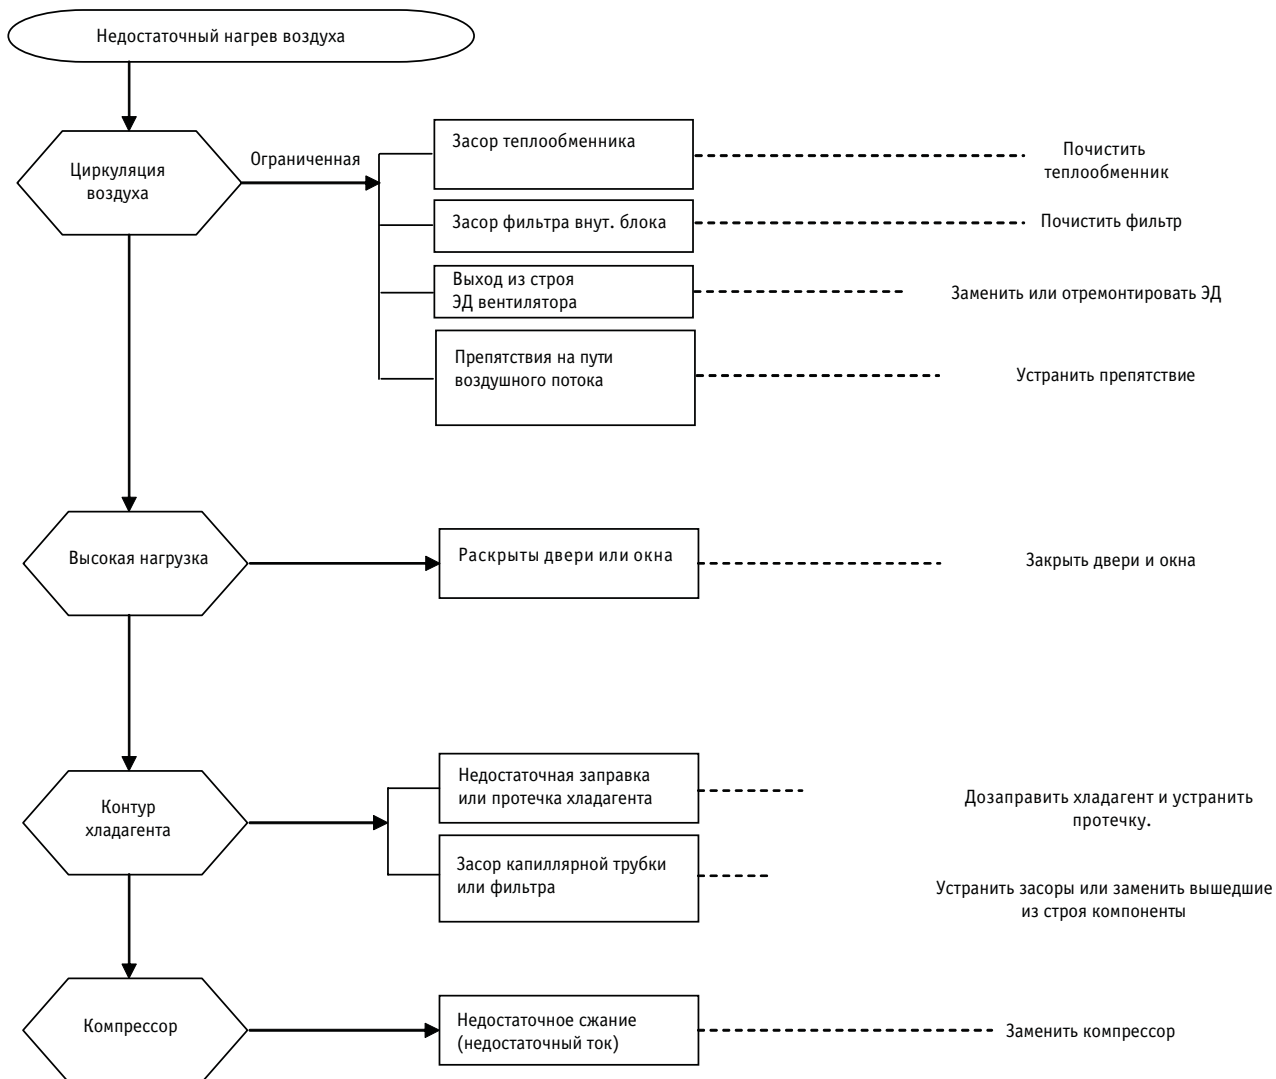 Недостаточный нагрев воздуха
Циркуляция
воздуха
Ограниченная
Засор теплообменника
Почистить
теплообменник
Засор фильтра внут. блока
Почистить фильтр
Выход из строя
ЭД вентилятора
Заменить или отремонтировать ЭД
Препятствия на пути
воздушного потока
Устранить препятствие
Высокая нагрузка
Раскрыты двери или окна
Закрыть двери и окна
Контур
хладагента
Недостаточная заправка
или протечка хладагента
Дозаправить хладагент и устранить
протечку.
Засор капиллярной трубки
или фильтра
Устранить засоры или заменить вышедшие
из строя компоненты
Компрессор
Недостаточное сжание
(недостаточный ток)
Заменить компрессор